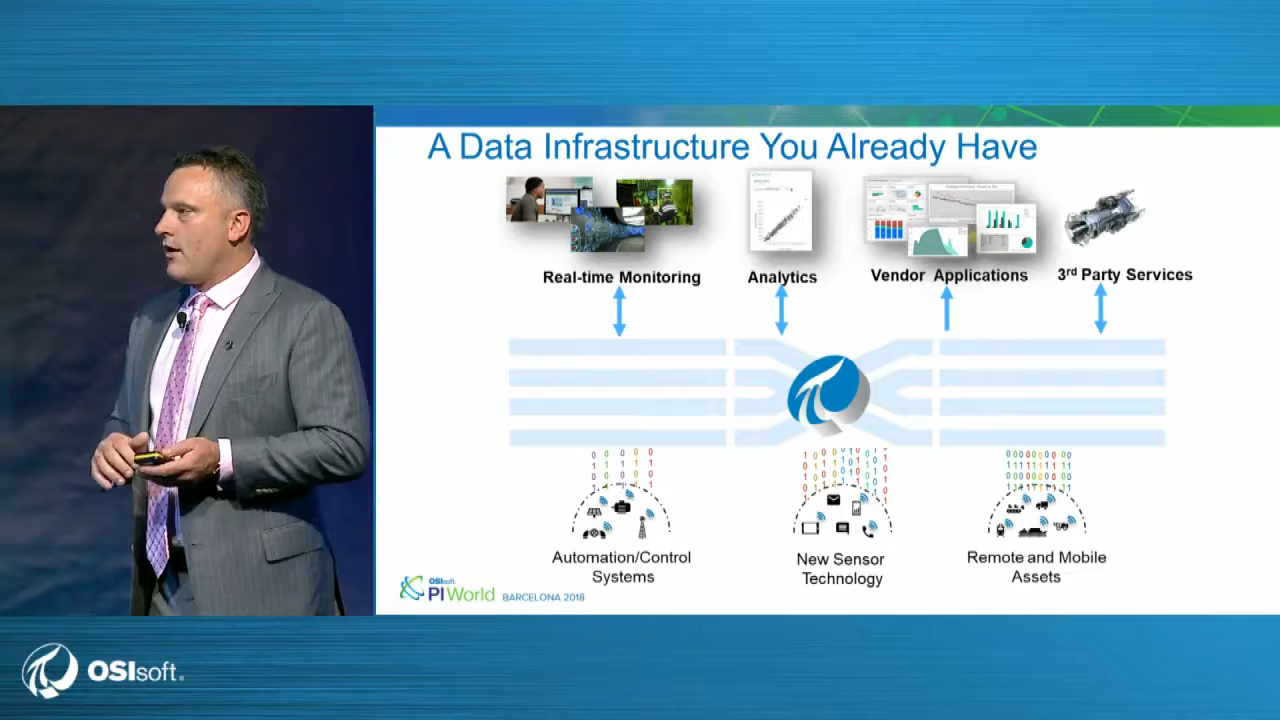 A Data Infrastructure You Already Have
Real-time Monitoring
Analytics
Vendor Applications
3rd Party Services
Automation/Control
Systems
New Sensor
Technology
Remote and Mobile
Assets
OSIsoft.
PI World BARCELONA 2018
OSIsoft.